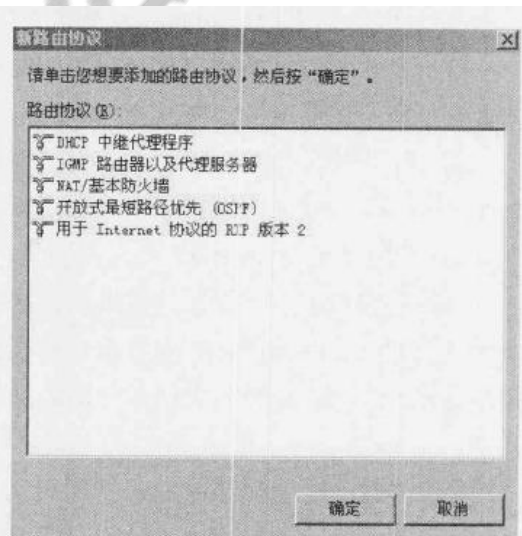 新路由协议
请单击您想要添加的路由协议，然后按“确定”。
路由协议(R):
DHCP 中继代理程序
IGMP 路由器以及代理服务器
NAT/基本防火墙
开放式最短路径优先 (OSPF)
用于 Internet 协议的 RIP 版本 2
确定
取消